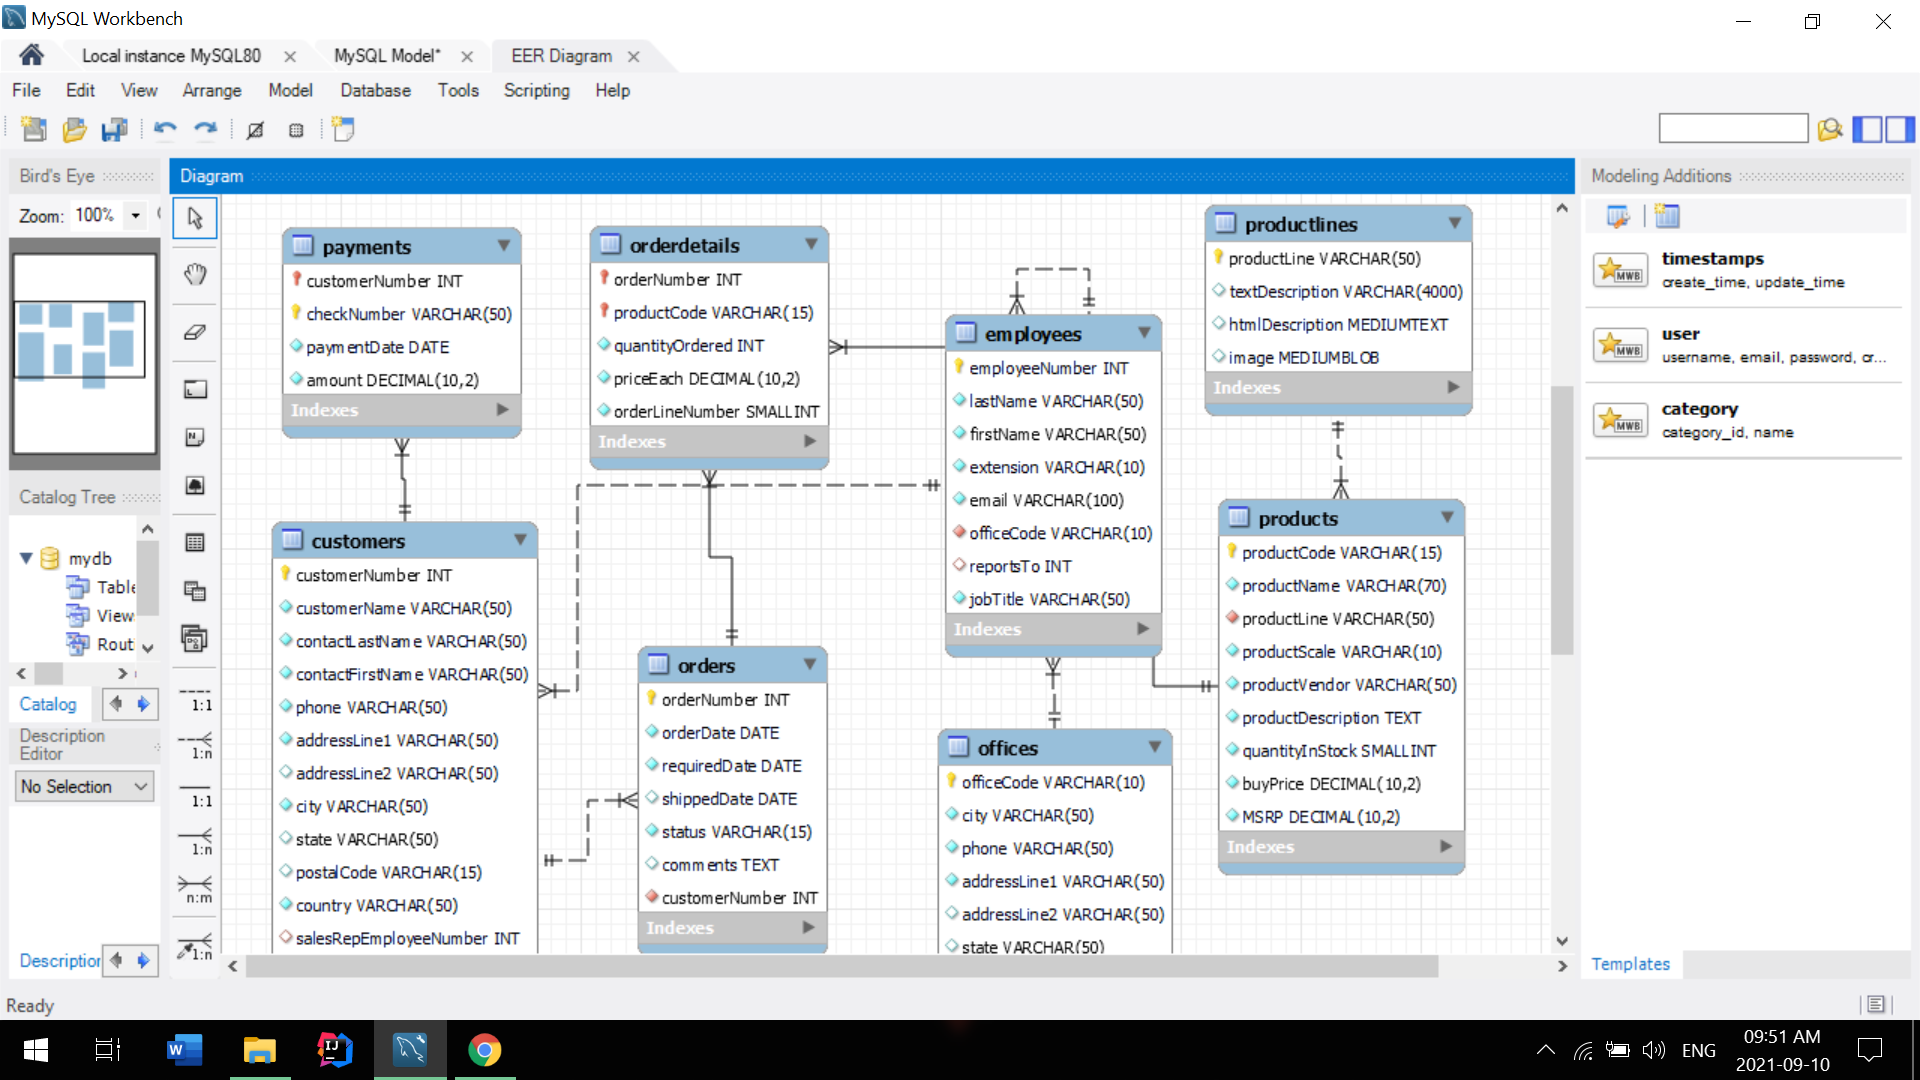 MySQL Workbench
Local instance MySQL80
MySQL Model*
EER Diagram
File Edit View Arrange Model Database Tools Scripting Help
Bird's Eye
Zoom: 100%
Catalog Tree
mydb
Table
View
Rout
Catalog
Description Editor
No Selection
Description
Diagram
1:1
1:n
1:1
1:n
n:m
1:n
payments
customerNumber INT
checkNumber VARCHAR(50)
paymentDate DATE
amount DECIMAL(10,2)
Indexes
customers
customerNumber INT
customerName VARCHAR(50)
contactLastName VARCHAR(50)
contactFirstName VARCHAR(50)
phone VARCHAR(50)
addressLine1 VARCHAR(50)
addressLine2 VARCHAR(50)
city VARCHAR(50)
state VARCHAR(50)
postalCode VARCHAR(15)
country VARCHAR(50)
salesRepEmployeeNumber INT
orderdetails
orderNumber INT
productCode VARCHAR(15)
quantityOrdered INT
priceEach DECIMAL(10,2)
orderLineNumber SMALLINT
Indexes
orders
orderNumber INT
orderDate DATE
requiredDate DATE
shippedDate DATE
status VARCHAR(15)
comments TEXT
customerNumber INT
Indexes
employees
employeeNumber INT
lastName VARCHAR(50)
firstName VARCHAR(50)
extension VARCHAR(10)
email VARCHAR(100)
officeCode VARCHAR(10)
reportsTo INT
jobTitle VARCHAR(50)
Indexes
offices
officeCode VARCHAR(10)
city VARCHAR(50)
phone VARCHAR(50)
addressLine1 VARCHAR(50)
addressLine2 VARCHAR(50)
state VARCHAR(50)
productlines
productLine VARCHAR(50)
textDescription VARCHAR(4000)
htmlDescription MEDIUMTEXT
image MEDIUMBLOB
Indexes
products
productCode VARCHAR(15)
productName VARCHAR(70)
productLine VARCHAR(50)
productScale VARCHAR(10)
productVendor VARCHAR(50)
productDescription TEXT
quantityInStock SMALLINT
buyPrice DECIMAL(10,2)
MSRP DECIMAL(10,2)
Indexes
Modeling Additions
MWB
timestamps
create_time, update_time
MWB
user
username, email, password, cr...
MWB
category
category_id, name
Templates
Ready
W
IJ
ENG
09:51 AM
2021-09-10